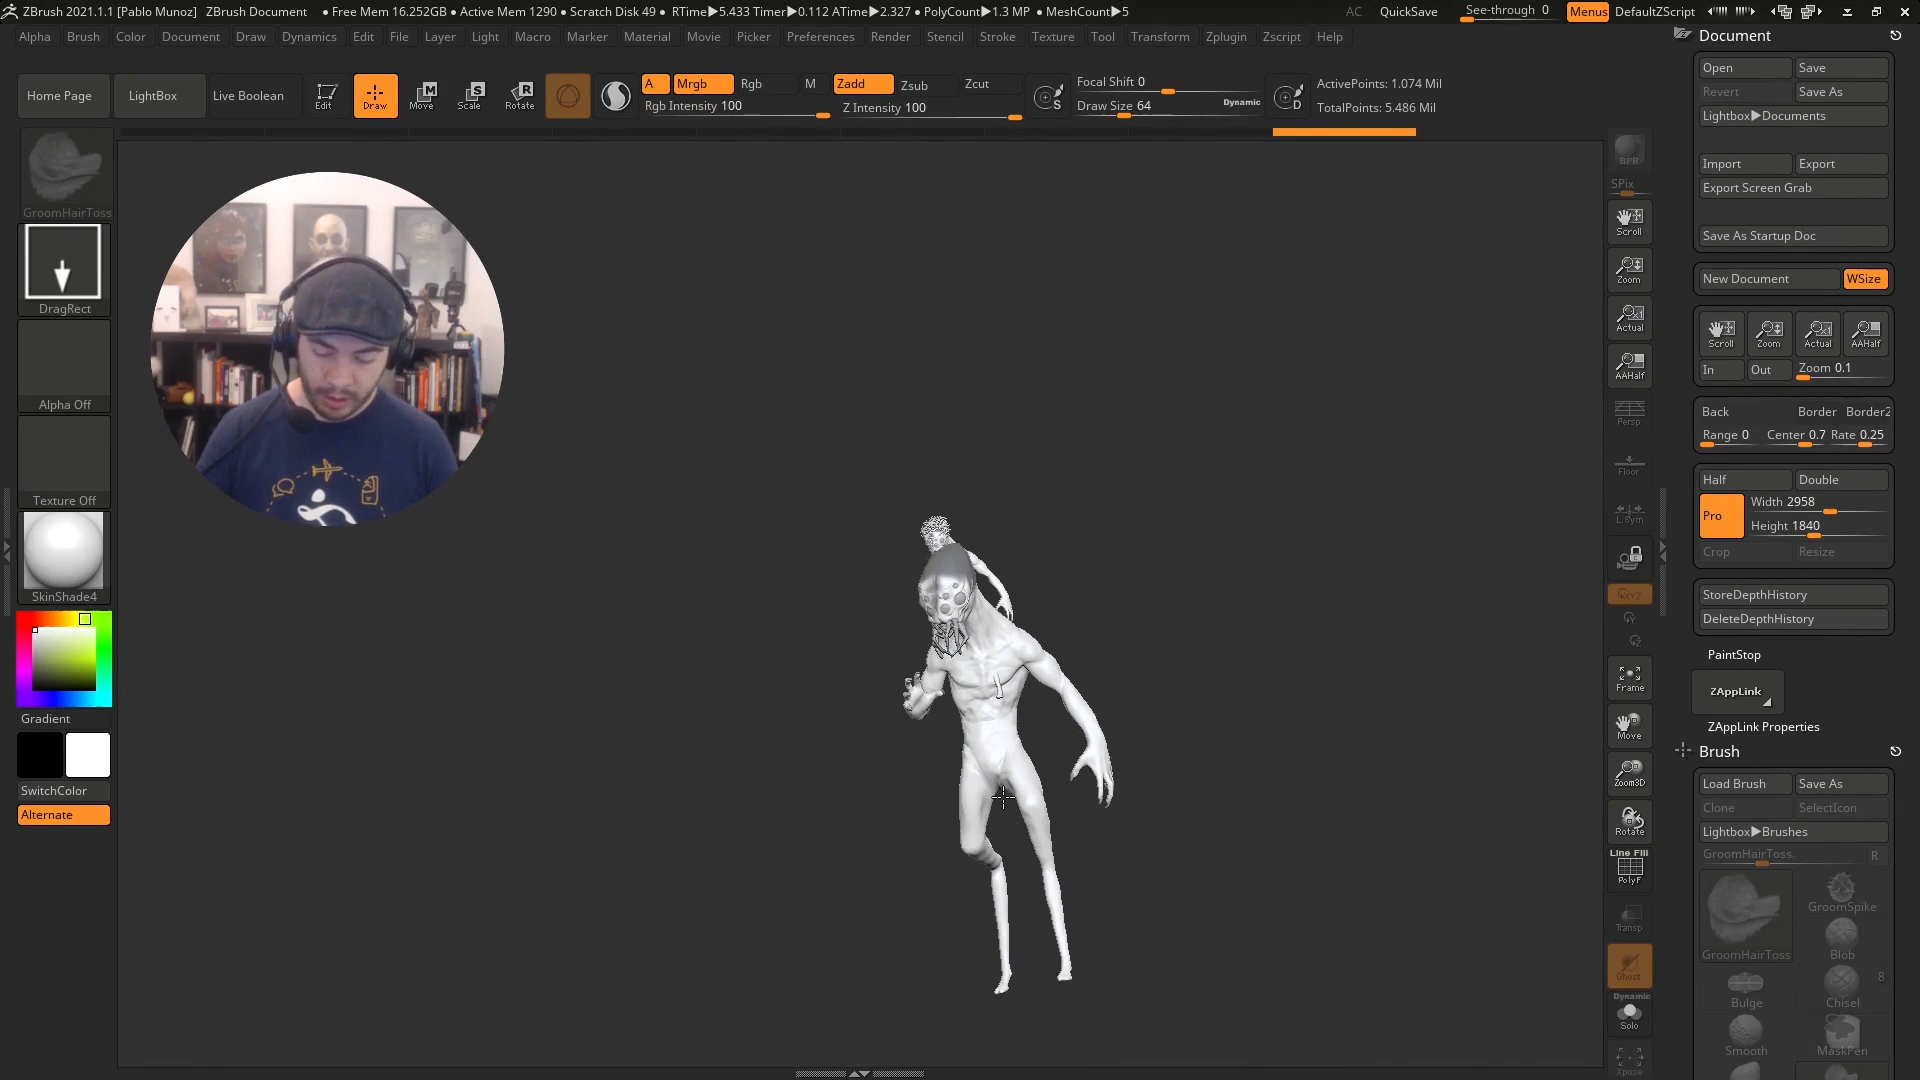 ZBrush 2021.1.1 [Pablo Munoz] ZBrush Document • Free Mem 16.252GB • Active Mem 1290 • Scratch Disk 49 • RTime▶5.433 Timer▶0.112 ATime▶2.327 • PolyCount▶1.3 MP • MeshCount▶5 AC QuickSave See-through 0 Menus DefaultZScript
Alpha Brush Color Document Draw Dynamics Edit File Layer Light Macro Marker Material Movie Picker Preferences Render Stencil Stroke Texture Tool Transform Zplugin Zscript Help
Home Page LightBox Live Boolean Edit Draw Move Scale Rotate
A Mrgb Rgb M Zadd Zsub Zcut
Rgb Intensity 100 Z Intensity 100
Focal Shift 0
Draw Size 64 Dynamic
ActivePoints: 1.074 Mil
TotalPoints: 5.486 Mil
S
D
M
S
R
GroomHairToss
DragRect
Alpha Off
Texture Off
SkinShade4
Gradient
SwitchColor
Alternate
BPR
SPix
Scroll
Zoom
Actual
AAHalf
Persp
Floor
L.Sym
XYZ
Frame
Move
Zoom3D
Rotate
Line Fill
PolyF
Transp
Ghost
Dynamic
Solo
Xpose
Document
Open Save
Revert Save As
Lightbox▶Documents
Import Export
Export Screen Grab
Save As Startup Doc
New Document WSize
Scroll Zoom Actual AAHalf
In Out Zoom 0.1
Back Border Border2
Range 0 Center 0.7 Rate 0.25
Half Double
Pro Width 2958
Height 1840
Crop Resize
StoreDepthHistory
DeleteDepthHistory
PaintStop
ZAppLink
ZAppLink Properties
Brush
Load Brush Save As
Clone SelectIcon
Lightbox▶Brushes
GroomHairToss. R
GroomSpike
GroomHairToss Blob
8
Bulge Chisel
Smooth MaskPen